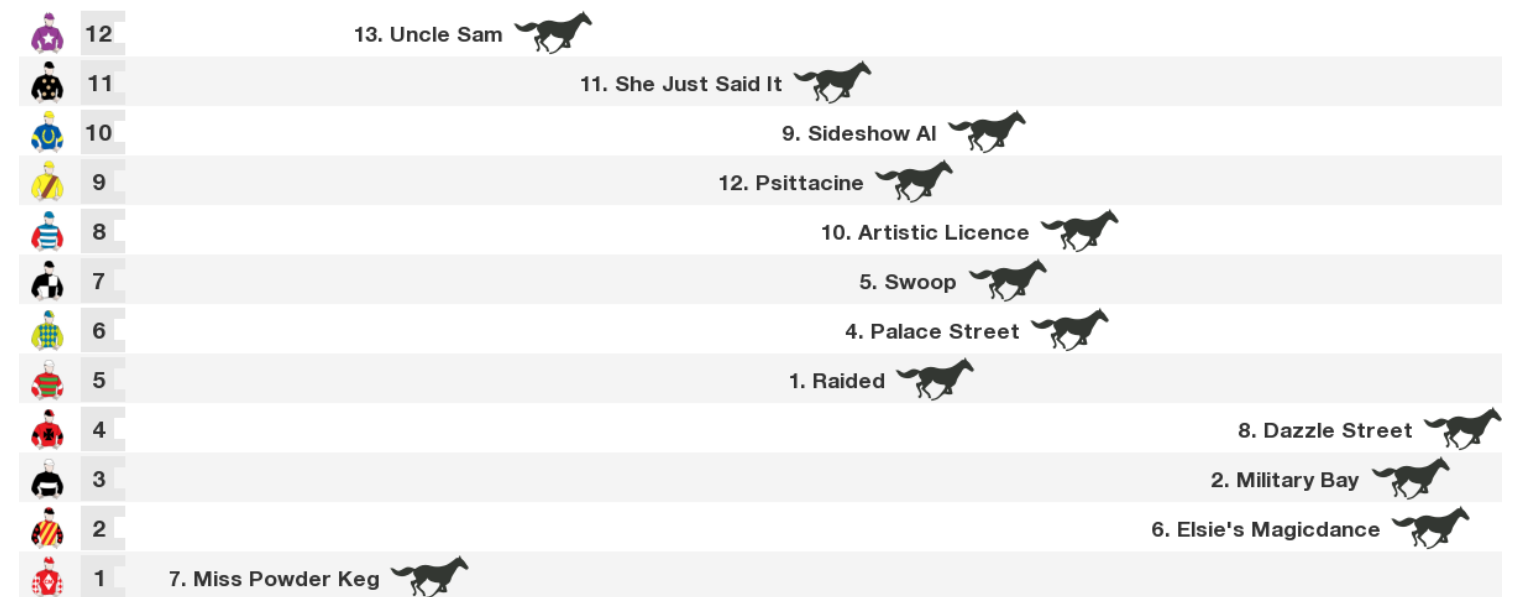 12 13. Uncle Sam
11 11. She Just Said It
10 9. Sideshow Al
9 12. Psittacine
8 10. Artistic Licence
7 5. Swoop
6 4. Palace Street
5 1. Raided
4 8. Dazzle Street
3 2. Military Bay
2 6. Elsie's Magicdance
1 7. Miss Powder Keg